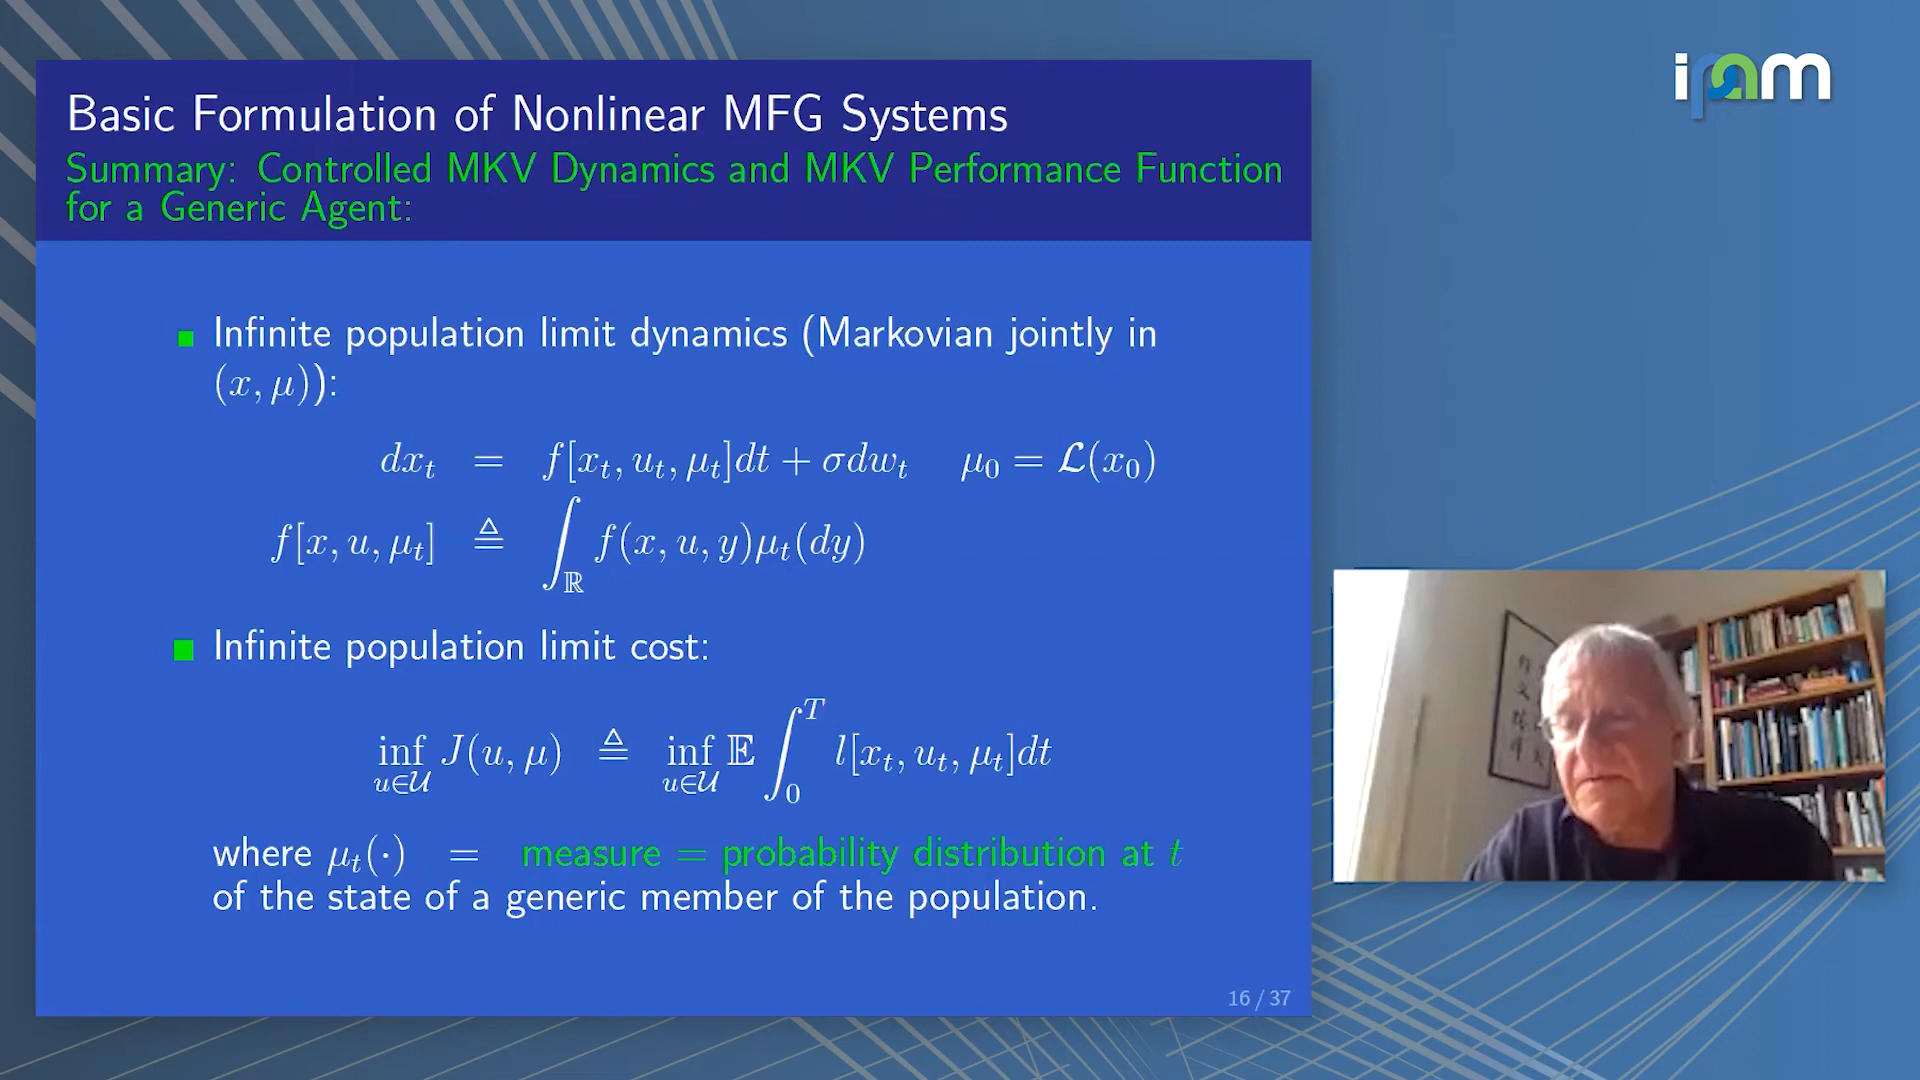 ipam
Basic Formulation of Nonlinear MFG Systems
Summary: Controlled MKV Dynamics and MKV Performance Function
for a Generic Agent:
Infinite population limit dynamics (Markovian jointly in
(x, μ)):
dx_t = f[x_t, u_t, μ_t]dt + σdw_t μ_0 = ℒ(x_0)
f[x, u, μ_t] ≜ ∫_ℝ f(x, u, y)μ_t(dy)
Infinite population limit cost:
inf_{u∈𝒰} J(u, μ) ≜ inf_{u∈𝒰} 𝔼 ∫_0^T l[x_t, u_t, μ_t]dt
where μ_t(·) = measure = probability distribution at t
of the state of a generic member of the population.
16 / 37